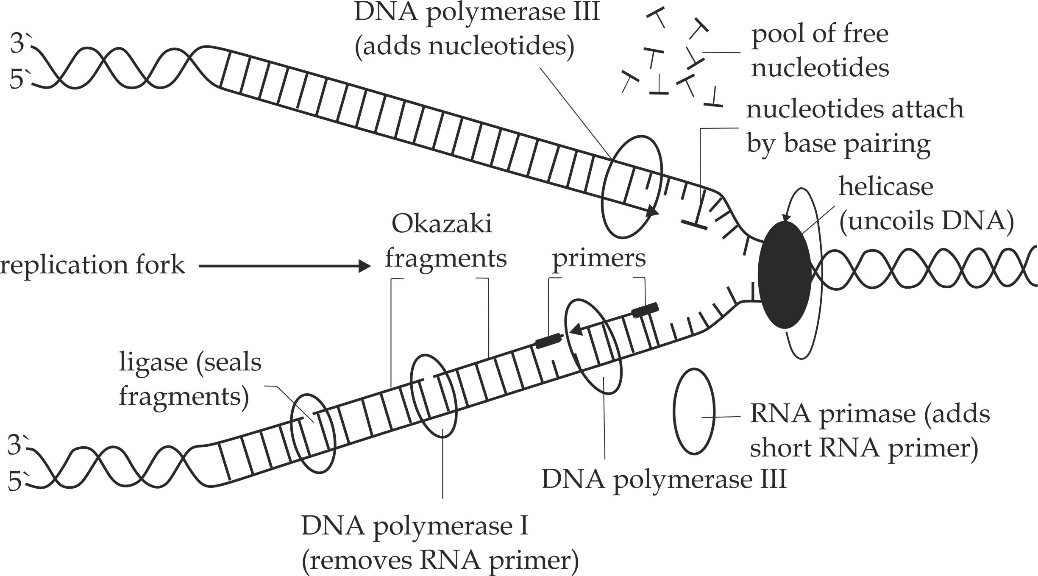 DNA polymerase III
(adds nucleotides)
3`
5`
pool of free
nucleotides
nucleotides attach
by base pairing
helicase
(uncoils DNA)
Okazaki
fragments
primers
replication fork
ligase (seals
fragments)
RNA primase (adds
short RNA primer)
3`
5`
DNA polymerase III
DNA polymerase I
(removes RNA primer)